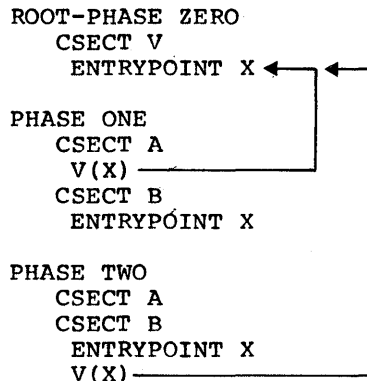 ROOT-PHASE ZERO
CSECT V
ENTRYPOINT X
PHASE ONE
CSECT A
V(X)
CSECT B
ENTRYPOINT X
PHASE TWO
CSECT A
CSECT B
ENTRYPOINT X
V(X)